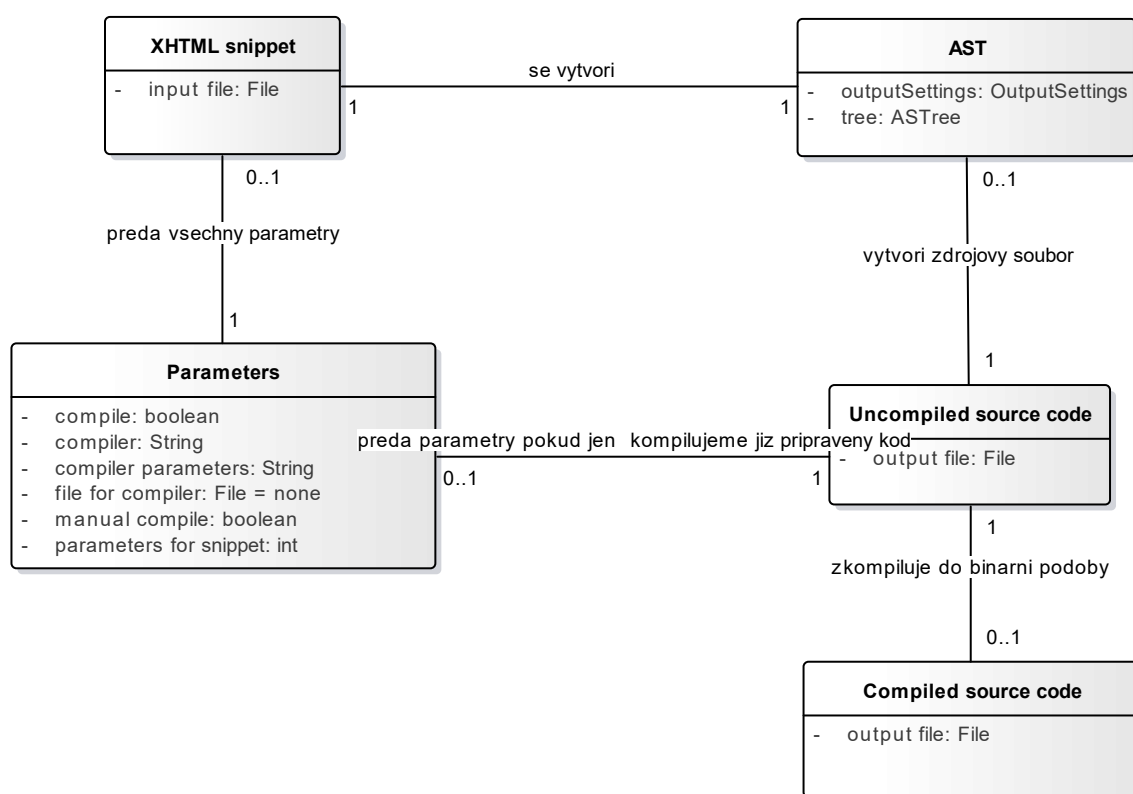 XHTML snippet
- input file: File
se vytvori
1
1
AST
- outputSettings: OutputSettings
- tree: ASTree
0..1
preda vsechny parametry
1
0..1
vytvori zdrojovy soubor
1
Parameters
- compile: boolean
- compiler: String
- compiler parameters: String
- file for compiler: File = none
- manual compile: boolean
- parameters for snippet: int
preda parametry pokud jen kompilujeme jiz pripraveny kod
0..1
1
Uncompiled source code
- output file: File
1
zkompiluje do binarni podoby
0..1
Compiled source code
- output file: File